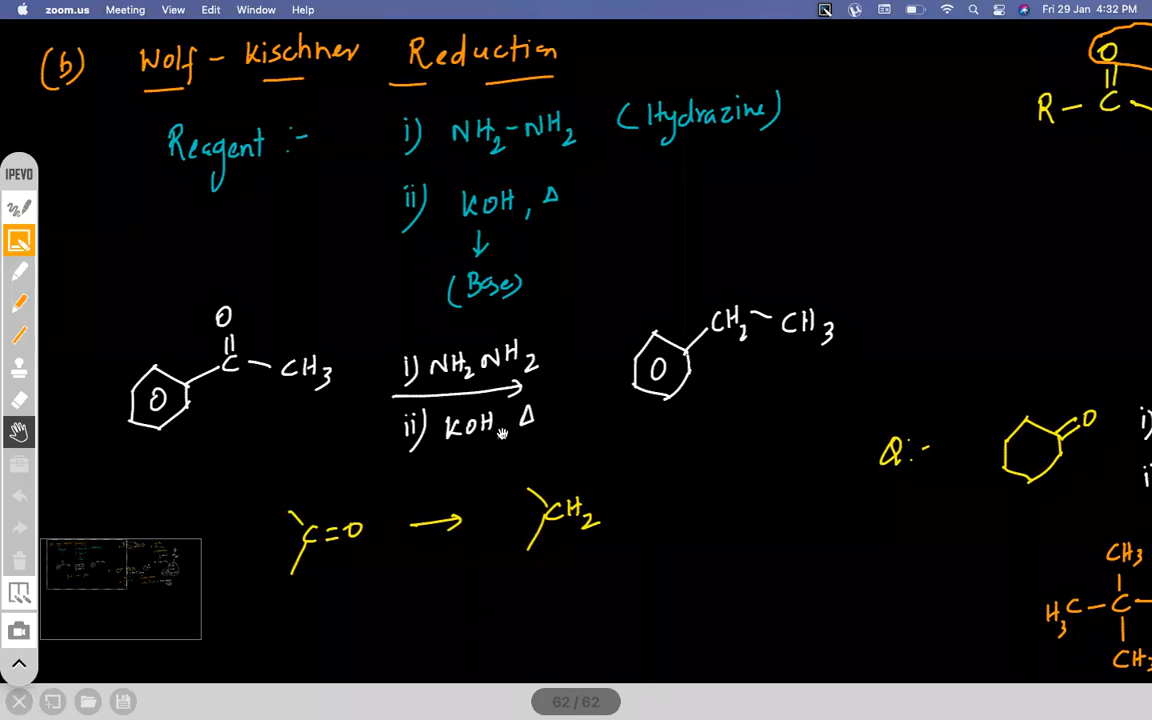 zoom.us Meeting View Edit Window Help Fri 29 Jan 4:32 PM
(b) Wolf - Kischner Reduction
Reagent :- i) NH2-NH2 (Hydrazine)
ii) KOH, Δ
↓
(Base)
O
R - C -
IPEVO
O
C - CH3
i) NH2NH2
ii) KOH, Δ
CH2 - CH3
Q:- O
i)
ii
C=O → CH2
CH3
H3C - C -
CH3
62 / 62